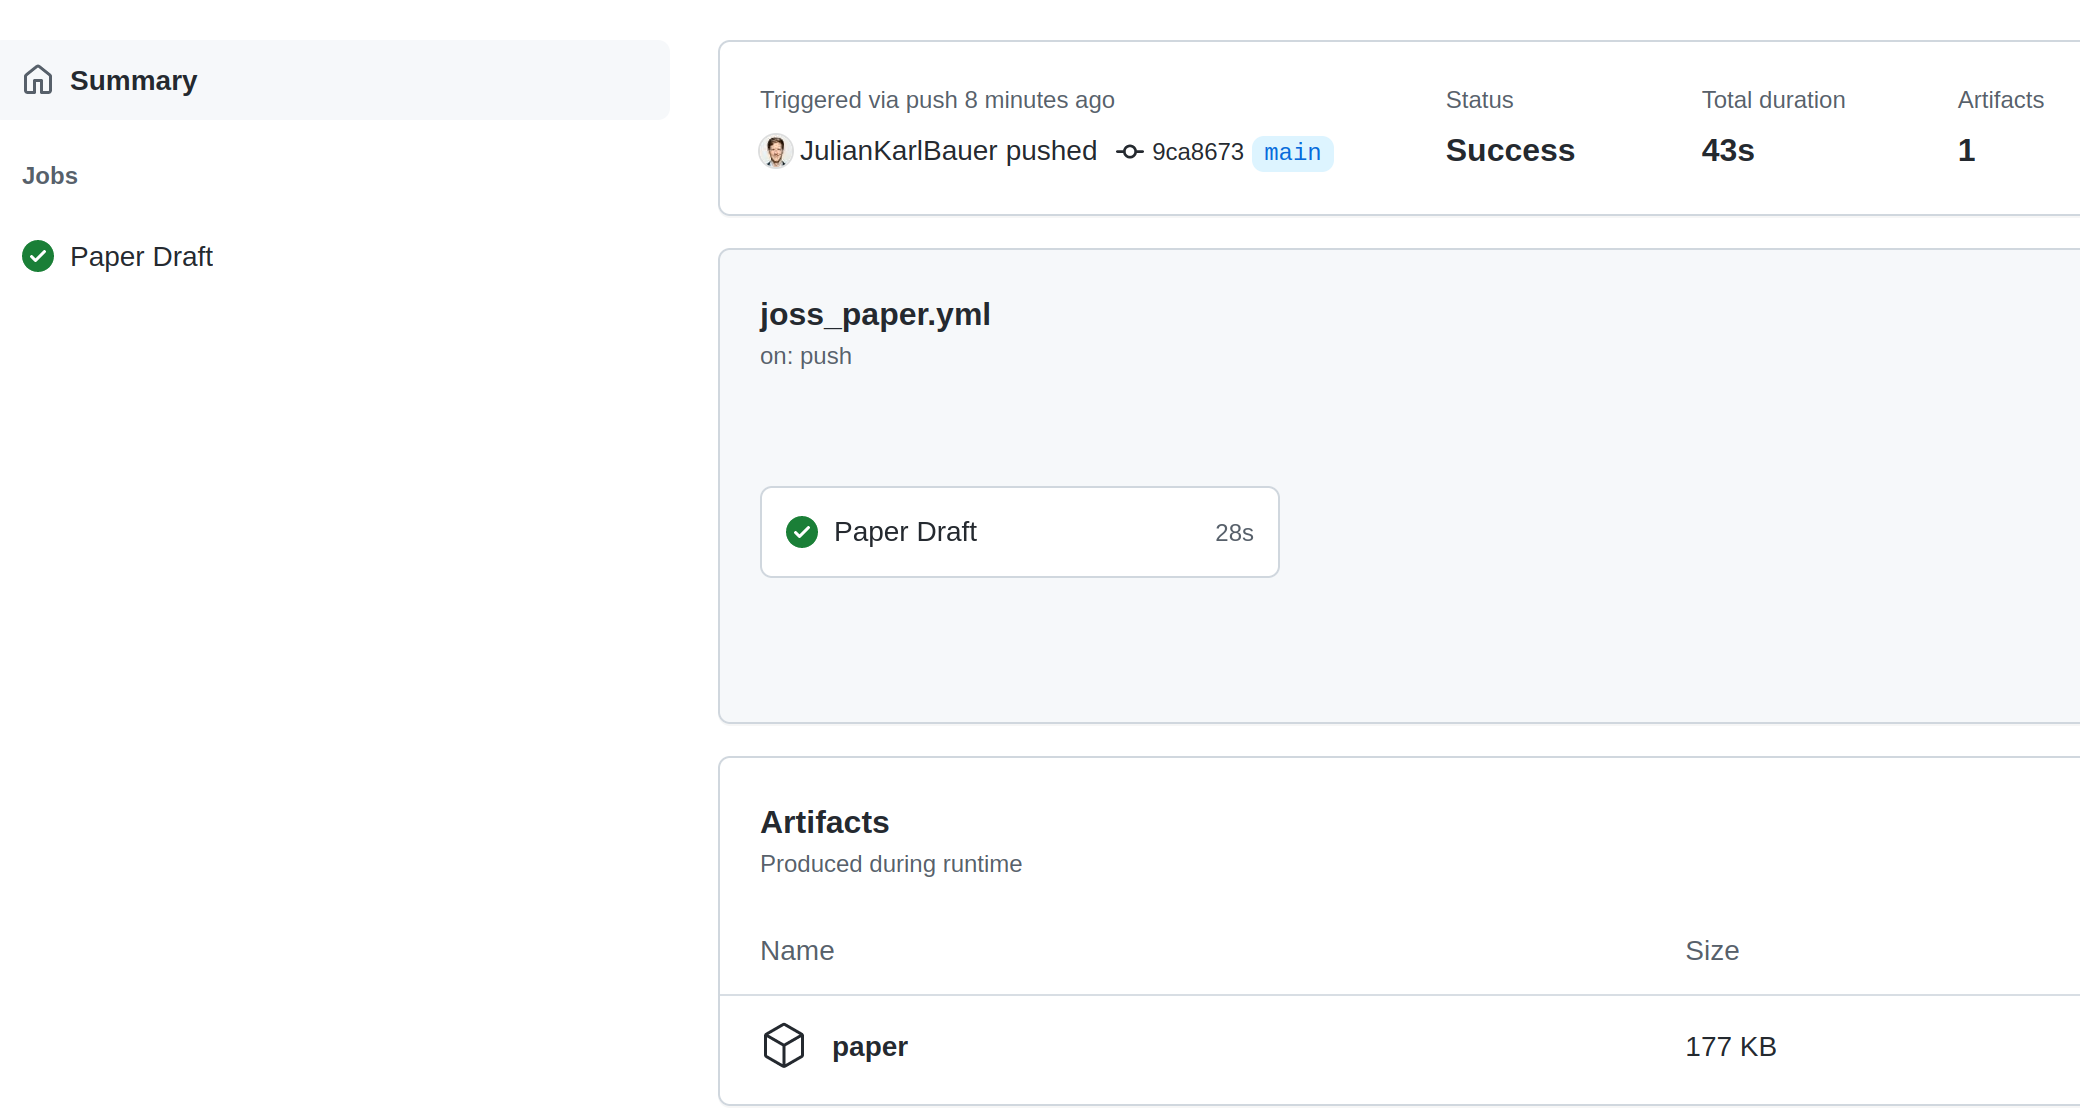 Summary
Jobs
Paper Draft
Triggered via push 8 minutes ago
JulianKarlBauer pushed 9ca8673 main
Status
Success
Total duration
43s
Artifacts
1
joss_paper.yml
on: push
Paper Draft 28s
Artifacts
Produced during runtime
Name Size
paper 177 KB